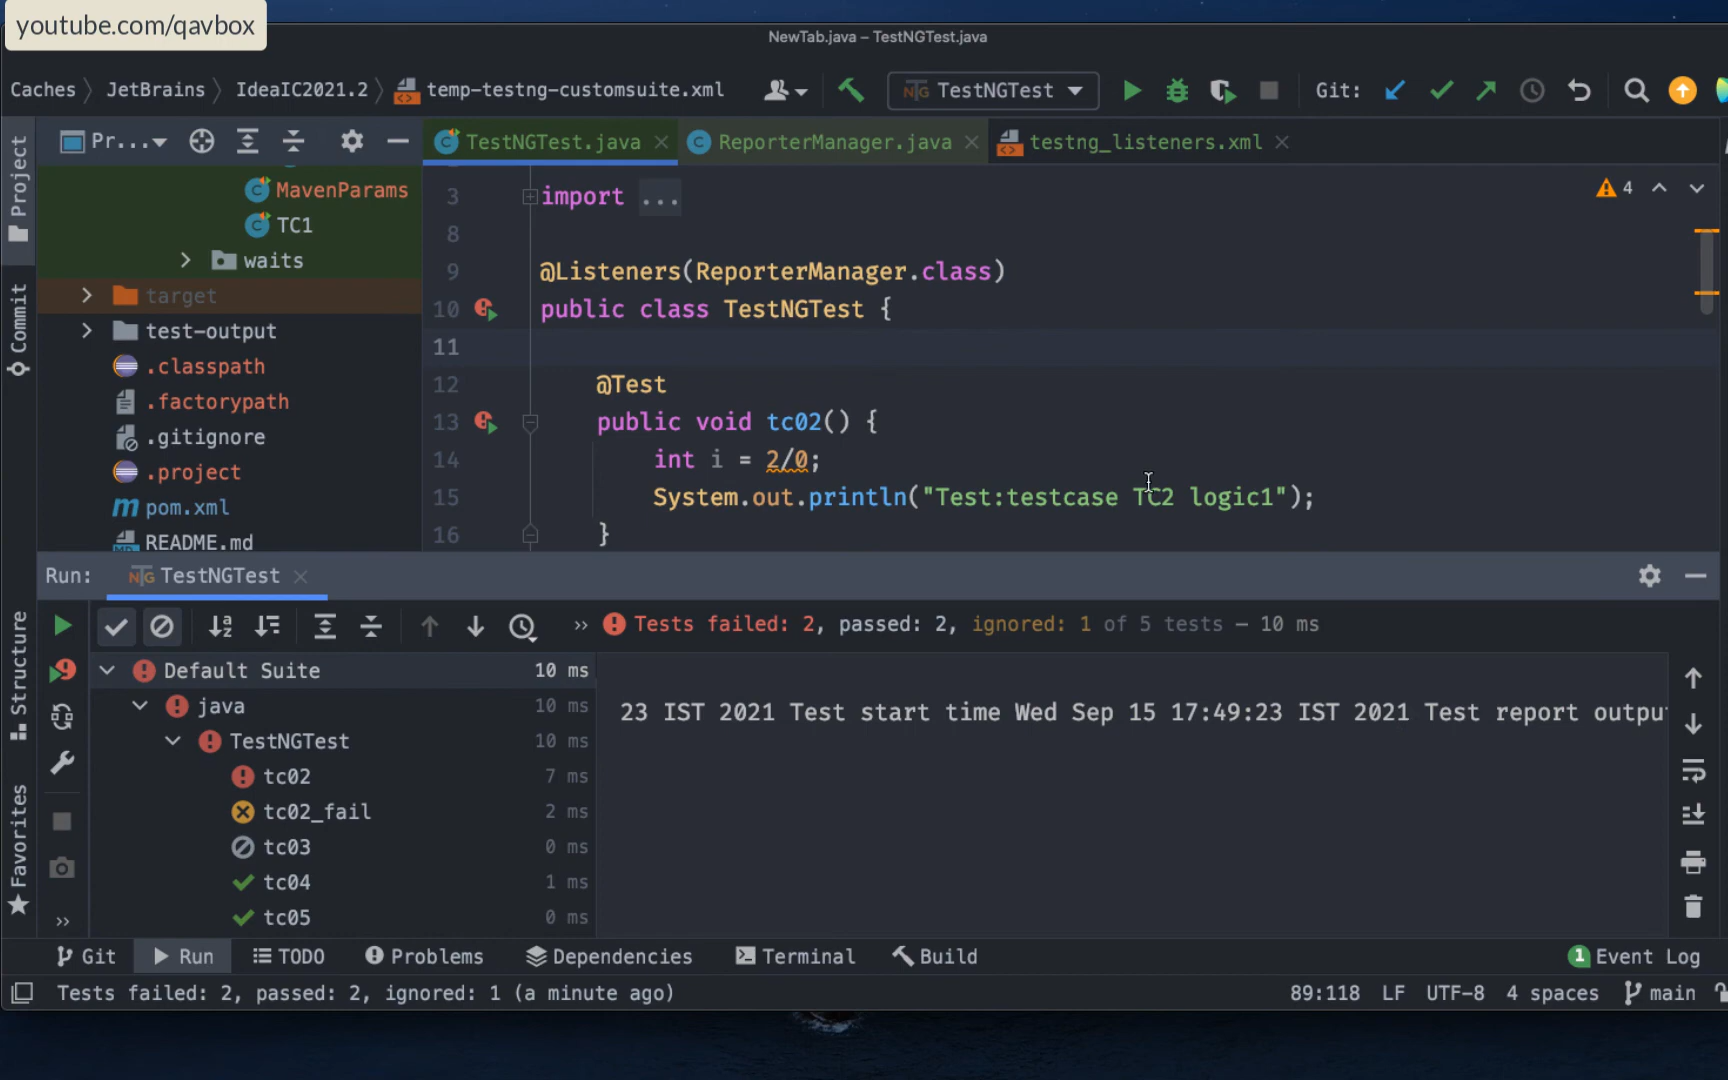 youtube.com/qavbox
NewTab.java – TestNGTest.java
Caches JetBrains IdeaIC2021.2 temp-testng-customsuite.xml TestNGTest Git:
Project
Pr... TestNGTest.java ReporterManager.java testng_listeners.xml
MavenParams
TC1
waits
target
test-output
.classpath
.factorypath
.gitignore
.project
pom.xml
README.md
Commit
3 import ...
4
8
9 @Listeners(ReporterManager.class)
10 public class TestNGTest {
11
12 @Test
13 public void tc02() {
14 int i = 2/0;
15 System.out.println("Test:testcase TC2 logic1");
16 }
Run: TestNGTest
Tests failed: 2, passed: 2, ignored: 1 of 5 tests – 10 ms
Structure
Favorites
Default Suite 10 ms
java 10 ms
TestNGTest 10 ms
tc02 7 ms
tc02_fail 2 ms
tc03 0 ms
tc04 1 ms
tc05 0 ms
23 IST 2021 Test start time Wed Sep 15 17:49:23 IST 2021 Test report outpu
Git Run TODO Problems Dependencies Terminal Build 1 Event Log
Tests failed: 2, passed: 2, ignored: 1 (a minute ago) 89:118 LF UTF-8 4 spaces main